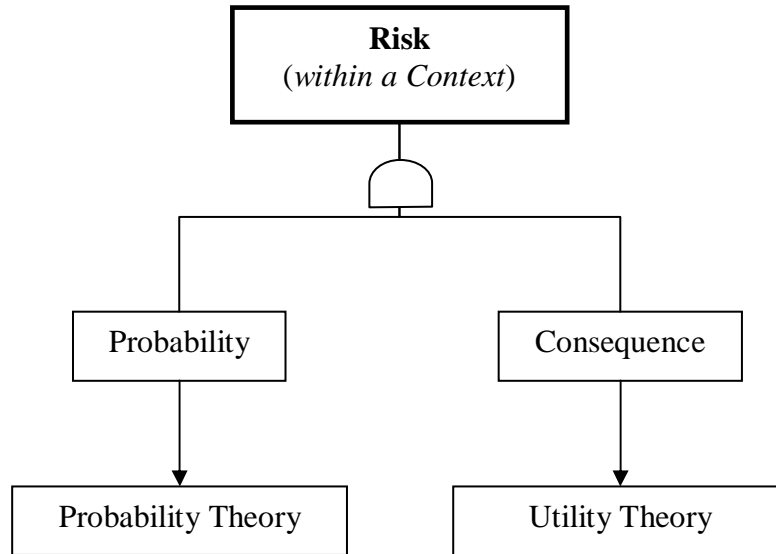 Risk
(within a Context)
Probability
Consequence
Probability Theory
Utility Theory